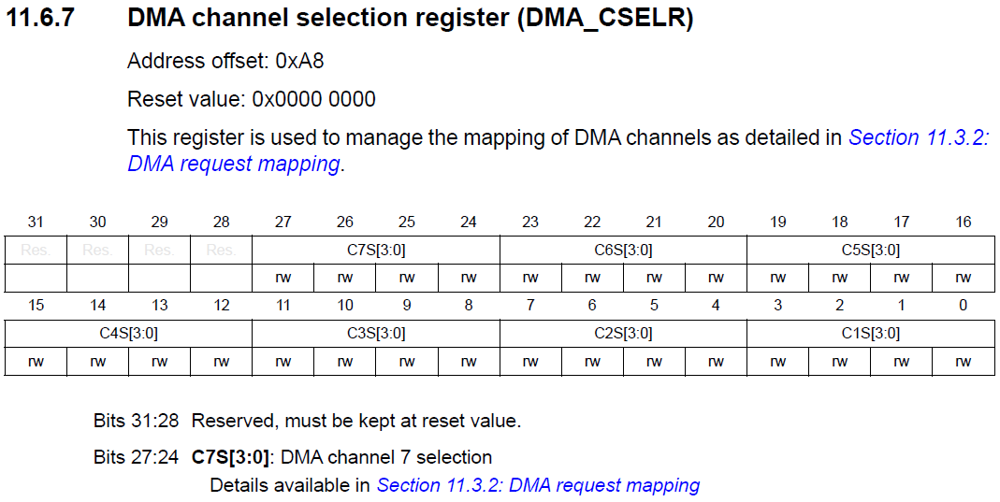 11.6.7 DMA channel selection register (DMA_CSELR)
Address offset: 0xA8
Reset value: 0x0000 0000
This register is used to manage the mapping of DMA channels as detailed in Section 11.3.2:
DMA request mapping.
31 30 29 28 27 26 25 24 23 22 21 20 19 18 17 16
Res. Res. Res. Res. C7S[3:0] C6S[3:0] C5S[3:0]
rw rw rw rw rw rw rw rw rw rw rw rw
15 14 13 12 11 10 9 8 7 6 5 4 3 2 1 0
C4S[3:0] C3S[3:0] C2S[3:0] C1S[3:0]
rw rw rw rw rw rw rw rw rw rw rw rw rw rw rw rw
Bits 31:28 Reserved, must be kept at reset value.
Bits 27:24 C7S[3:0]: DMA channel 7 selection
Details available in Section 11.3.2: DMA request mapping